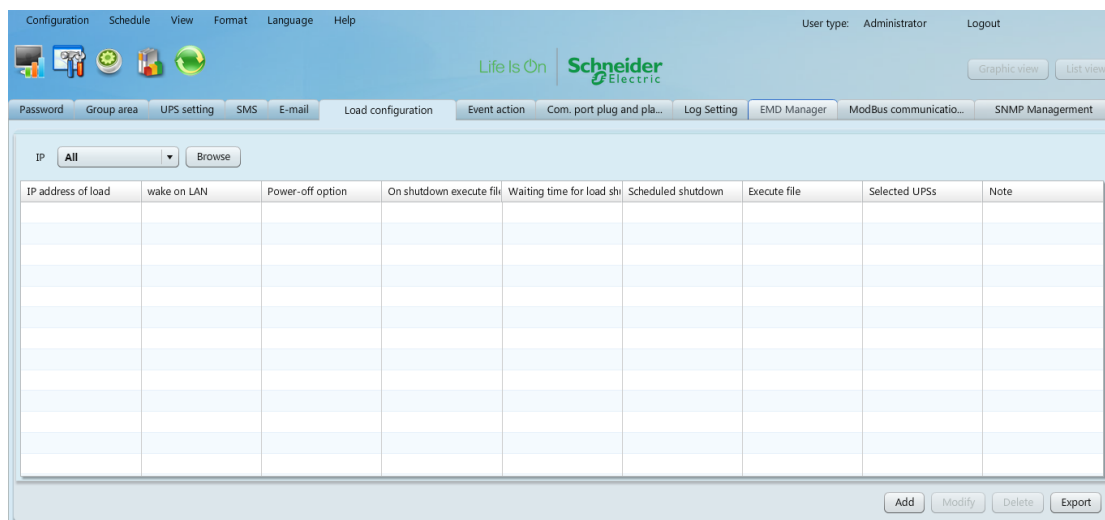 Configuration Schedule View Format Language Help User type: Administrator Logout
Life Is On Schneider Electric
Graphic view List view
Password Group area UPS setting SMS E-mail Load configuration Event action Com. port plug and pla... Log Setting EMD Manager ModBus communicatio... SNMP Managerment
IP All Browse
IP address of load wake on LAN Power-off option On shutdown execute file Waiting time for load shu Scheduled shutdown Execute file Selected UPSs Note
Add Modify Delete Export